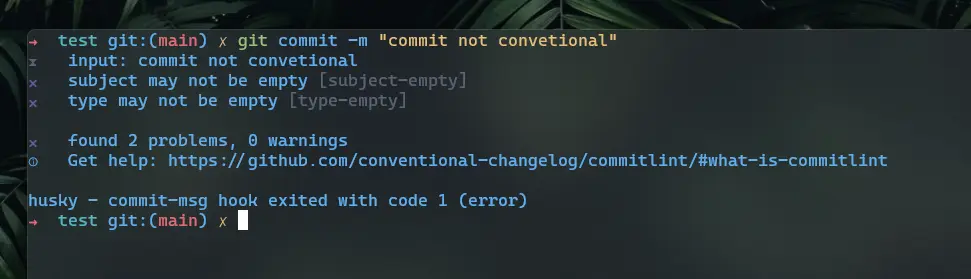 → test git:(main) ✗ git commit -m "commit not convetional"
⧗ input: commit not convetional
✖ subject may not be empty [subject-empty]
✖ type may not be empty [type-empty]
✖ found 2 problems, 0 warnings
ⓘ Get help: https://github.com/conventional-changelog/commitlint/#what-is-commitlint
husky - commit-msg hook exited with code 1 (error)
→ test git:(main) ✗